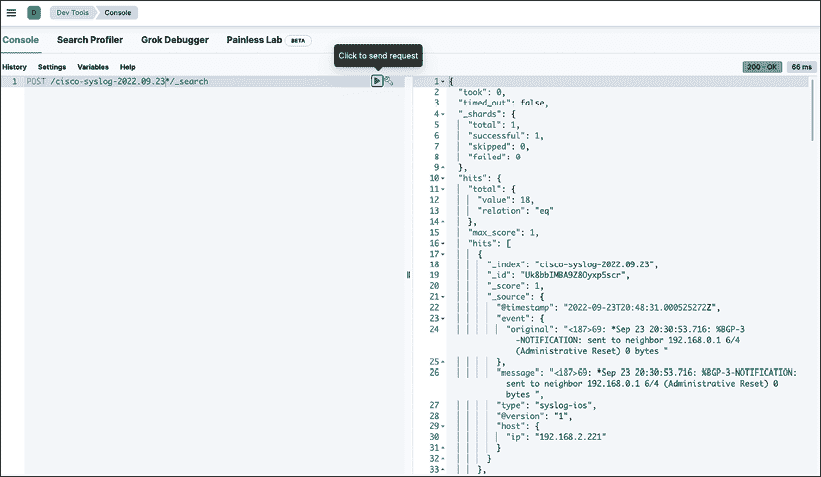 D Dev Tools Console
Console Search Profiler Grok Debugger Painless Lab BETA
Click to send request
History Settings Variables Help
200 - OK 66 ms
1 POST /cisco-syslog-2022.09.23*/_search
1 {
2 "took": 0,
3 "timed_out": false,
4 "_shards": {
5 "total": 1,
6 "successful": 1,
7 "skipped": 0,
8 "failed": 0
9 },
10 "hits": {
11 "total": {
12 "value": 18,
13 "relation": "eq"
14 },
15 "max_score": 1,
16 "hits": [
17 {
18 "_index": "cisco-syslog-2022.09.23",
19 "_id": "Uk8bbIMBA9Z8Oyxp5scr",
20 "_score": 1,
21 "_source": {
22 "@timestamp": "2022-09-23T20:48:31.000525272Z",
23 "event": {
24 "original": "<187>69: *Sep 23 20:30:53.716: %BGP-3
-NOTIFICATION: sent to neighbor 192.168.0.1 6/4
(Administrative Reset) 0 bytes "
25 },
26 "message": "<187>69: *Sep 23 20:30:53.716: %BGP-3-NOTIFICATION:
sent to neighbor 192.168.0.1 6/4 (Administrative Reset) 0
bytes ",
27 "type": "syslog-ios",
28 "@version": "1",
29 "host": {
30 "ip": "192.168.2.221"
31 }
32 }
33 },